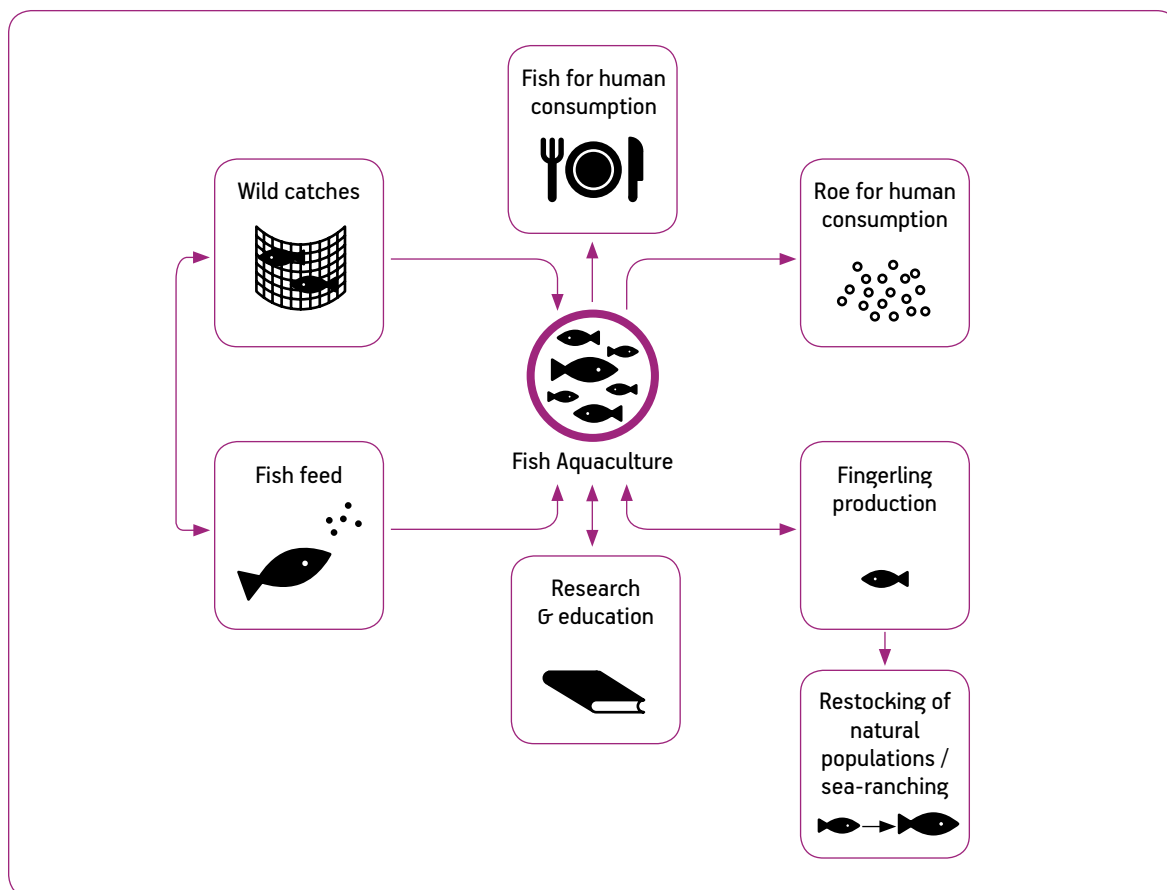 Fish for human
consumption
Wild catches
Roe for human
consumption
Fish Aquaculture
Fish feed
Fingerling
production
Research
& education
Restocking of
natural
populations /
sea-ranching